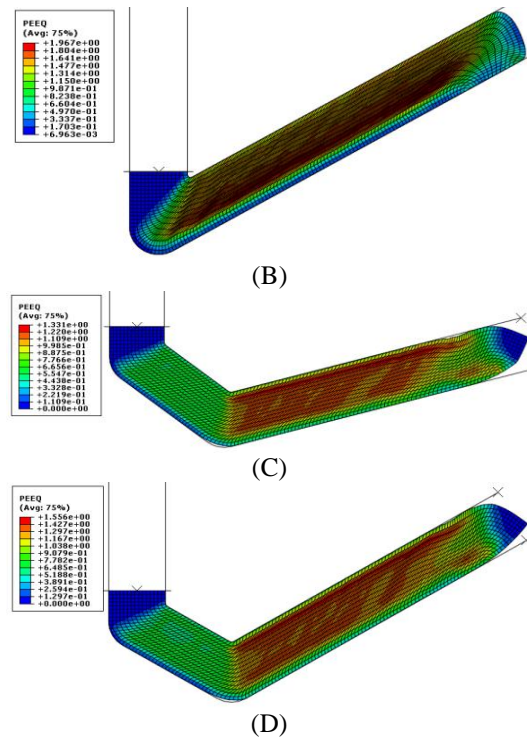 PEEQ
(Avg: 75%)
+1.967e+00
+1.804e+00
+1.641e+00
+1.477e+00
+1.314e+00
+1.150e+00
+9.871e-01
+8.238e-01
+6.604e-01
+4.970e-01
+3.337e-01
+1.703e-01
+6.963e-03
(B)
PEEQ
(Avg: 75%)
+1.331e+00
+1.220e+00
+1.109e+00
+9.985e-01
+8.875e-01
+7.766e-01
+6.656e-01
+5.547e-01
+4.438e-01
+3.328e-01
+2.219e-01
+1.109e-01
+0.000e+00
(C)
PEEQ
(Avg: 75%)
+1.556e+00
+1.427e+00
+1.297e+00
+1.167e+00
+1.038e+00
+9.079e-01
+7.782e-01
+6.485e-01
+5.188e-01
+3.891e-01
+2.594e-01
+1.297e-01
+0.000e+00
(D)